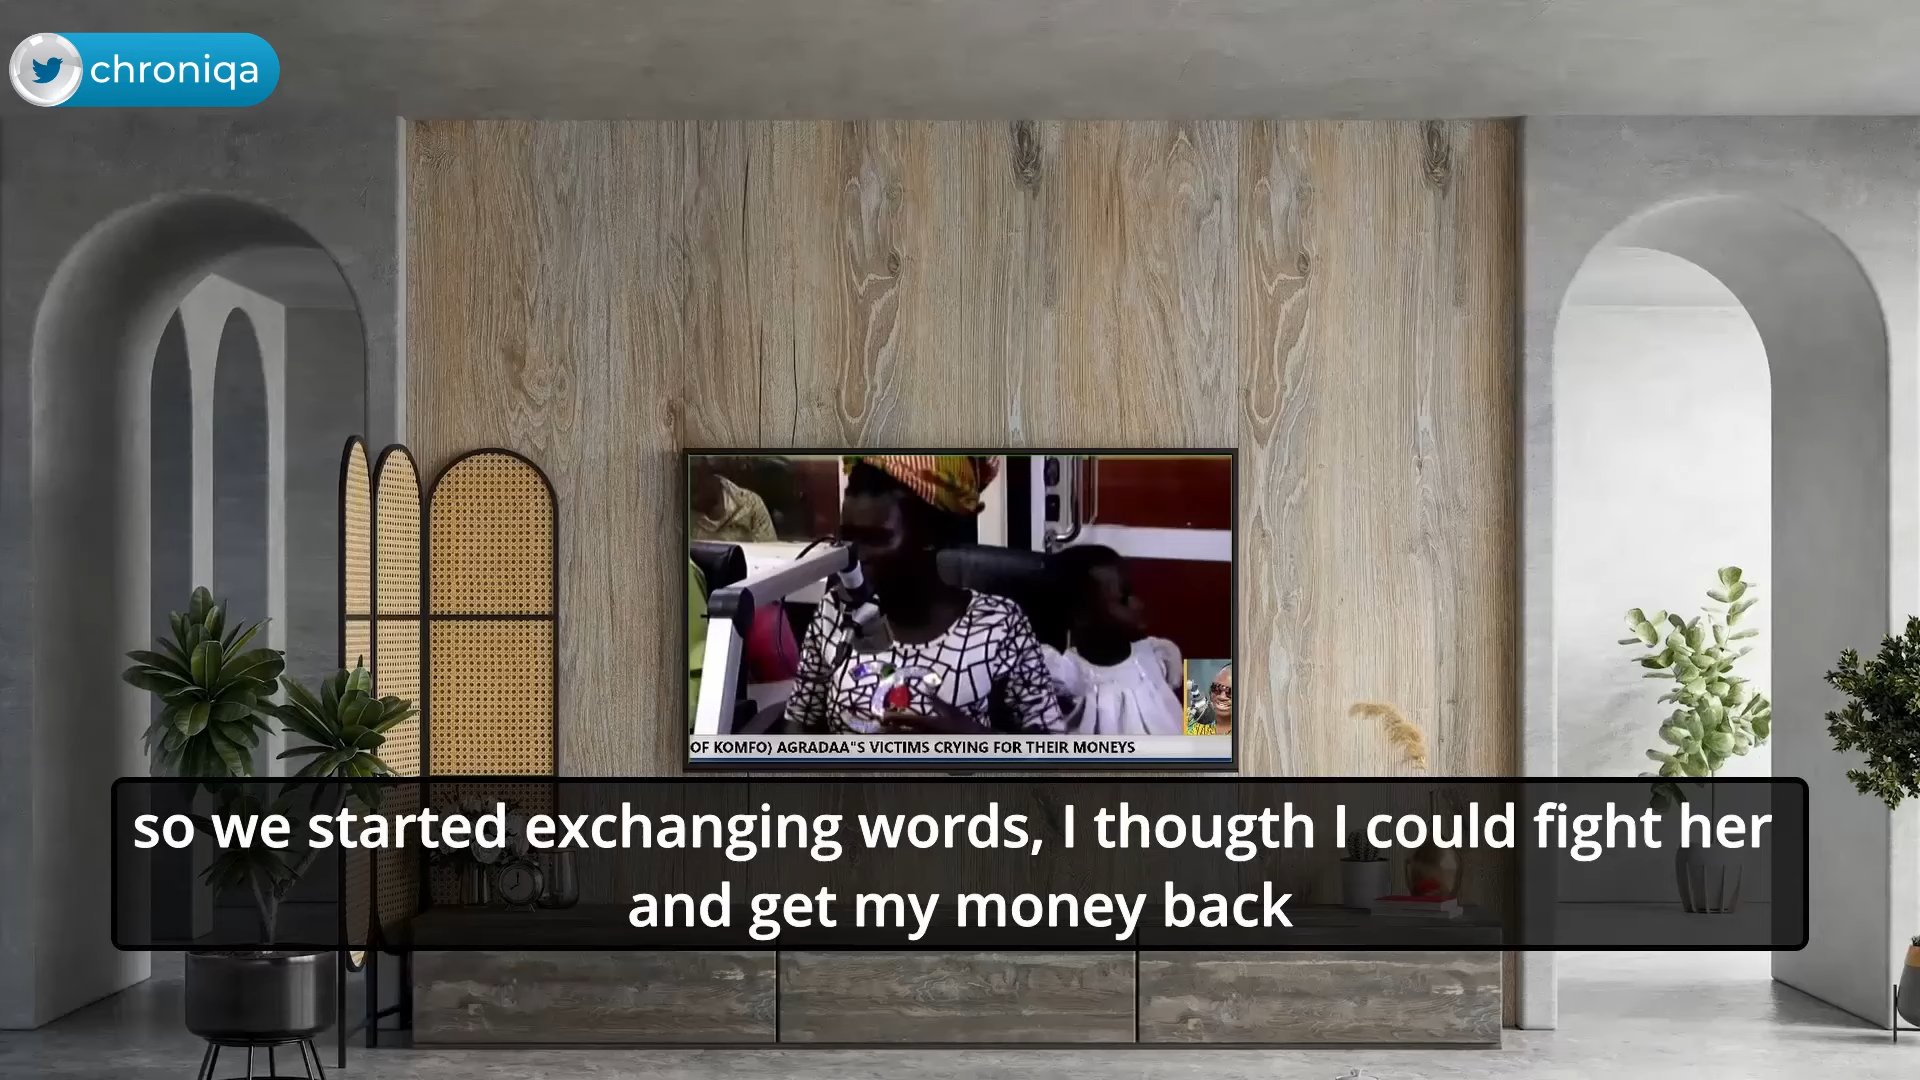 chroniqa
OF KOMFO) AGRADAA"S VICTIMS CRYING FOR THEIR MONEYS
so we started exchanging words, I thougth I could fight her
and get my money back